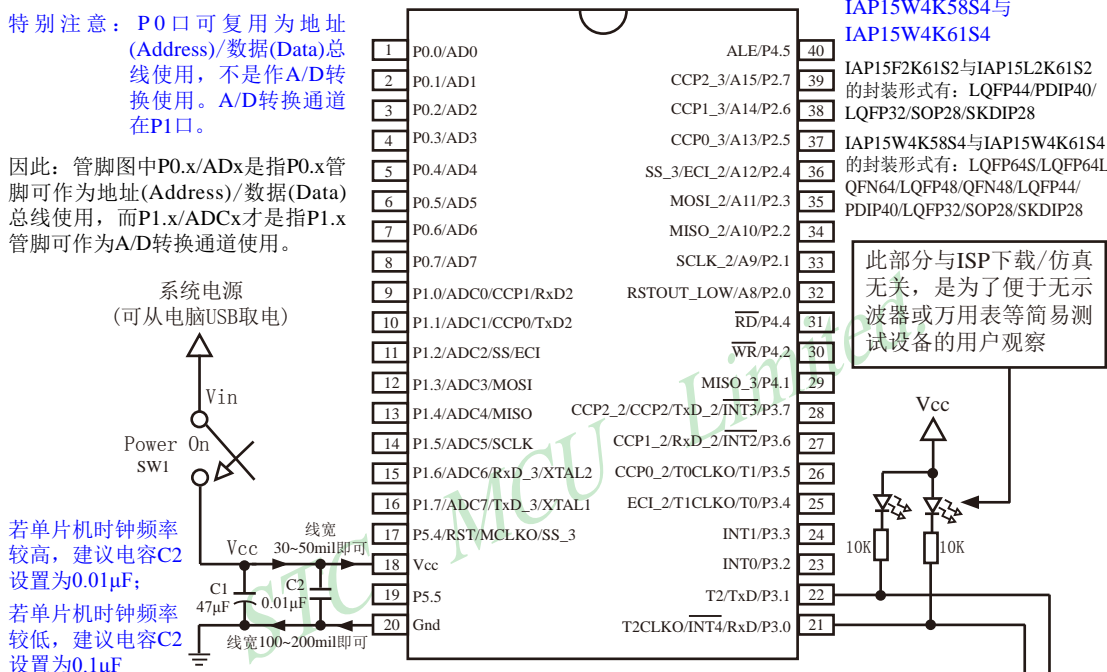 特别注意：P0口可复用为地址
(Address)/数据(Data)总
线使用，不是作A/D转
换使用。A/D转换通道
在P1口。
因此：管脚图中P0.x/ADx是指P0.x管
脚可作为地址(Address)/数据(Data)
总线使用，而P1.x/ADCx才是指P1.x
管脚可作为A/D转换通道使用。
系统电源
(可从电脑USB取电)
Vin
Power On
SW1
若单片机时钟频率
较高，建议电容C2
设置为0.01μF;
若单片机时钟频率
较低，建议电容C2
设置为0.1μF
Vcc
线宽
30~50mil即可
C1
47μF
C2
0.01μF
线宽100~200mil即可
1 P0.0/AD0
2 P0.1/AD1
3 P0.2/AD2
4 P0.3/AD3
5 P0.4/AD4
6 P0.5/AD5
7 P0.6/AD6
8 P0.7/AD7
9 P1.0/ADC0/CCP1/RxD2
10 P1.1/ADC1/CCP0/TxD2
11 P1.2/ADC2/SS/ECI
12 P1.3/ADC3/MOSI
13 P1.4/ADC4/MISO
14 P1.5/ADC5/SCLK
15 P1.6/ADC6/RxD_3/XTAL2
16 P1.7/ADC7/TxD_3/XTAL1
17 P5.4/RST/MCLKO/SS_3
18 Vcc
19 P5.5
20 Gnd
ALE/P4.5 40
CCP2_3/A15/P2.7 39
CCP1_3/A14/P2.6 38
CCP0_3/A13/P2.5 37
SS_3/ECI_2/A12/P2.4 36
MOSI_2/A11/P2.3 35
MISO_2/A10/P2.2 34
SCLK_2/A9/P2.1 33
RSTOUT_LOW/A8/P2.0 32
RD/P4.4 31
WR/P4.2 30
MISO_3/P4.1 29
CCP2_2/CCP2/TxD_2/INT3/P3.7 28
CCP1_2/RxD_2/INT2/P3.6 27
CCP0_2/T0CLKO/T1/P3.5 26
ECI_2/T1CLKO/T0/P3.4 25
INT1/P3.3 24
INT0/P3.2 23
T2/TxD/P3.1 22
T2CLKO/INT4/RxD/P3.0 21
STC MCU Limited.
IAP15W4K58S4与
IAP15W4K61S4
IAP15F2K61S2与IAP15L2K61S2
的封装形式有：LQFP44/PDIP40/
LQFP32/SOP28/SKDIP28
IAP15W4K58S4与IAP15W4K61S4
的封装形式有：LQFP64S/LQFP64L
QFN64/LQFP48/QFN48/LQFP44/
PDIP40/LQFP32/SOP28/SKDIP28
此部分与ISP下载/仿真
无关，是为了便于无示
波器或万用表等简易测
试设备的用户观察
Vcc
10K
10K